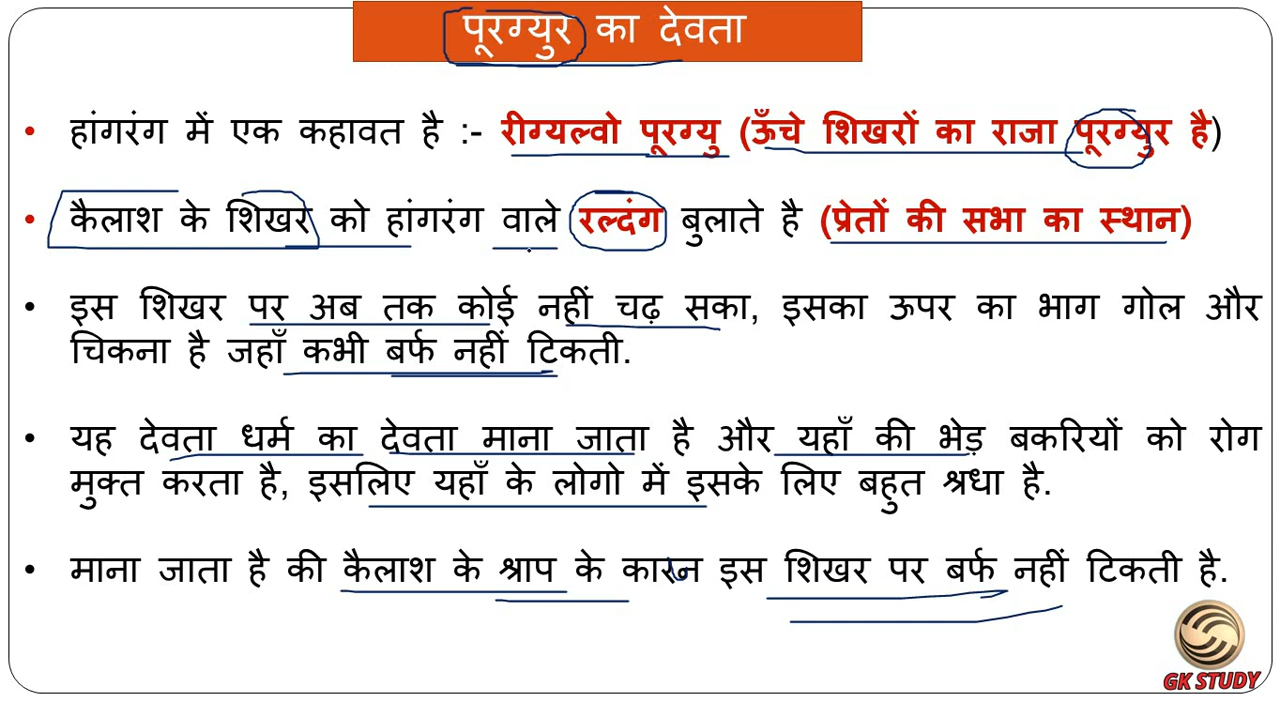 पूरग्युर का देवता
• हांगरंग में एक कहावत है :- रीग्यल्वो पूरग्यु (ऊँचे शिखरों का राजा पूरग्युर है)
• कैलाश के शिखर को हांगरंग वाले रल्दंग बुलाते है (प्रेतों की सभा का स्थान)
• इस शिखर पर अब तक कोई नहीं चढ़ सका, इसका ऊपर का भाग गोल और
चिकना है जहाँ कभी बर्फ नहीं टिकती.
• यह देवता धर्म का देवता माना जाता है और यहाँ की भेड़ बकरियों को रोग
मुक्त करता है, इसलिए यहाँ के लोगो में इसके लिए बहुत श्रधा है.
• माना जाता है की कैलाश के श्राप के कारन इस शिखर पर बर्फ नहीं टिकती है.
GK STUDY